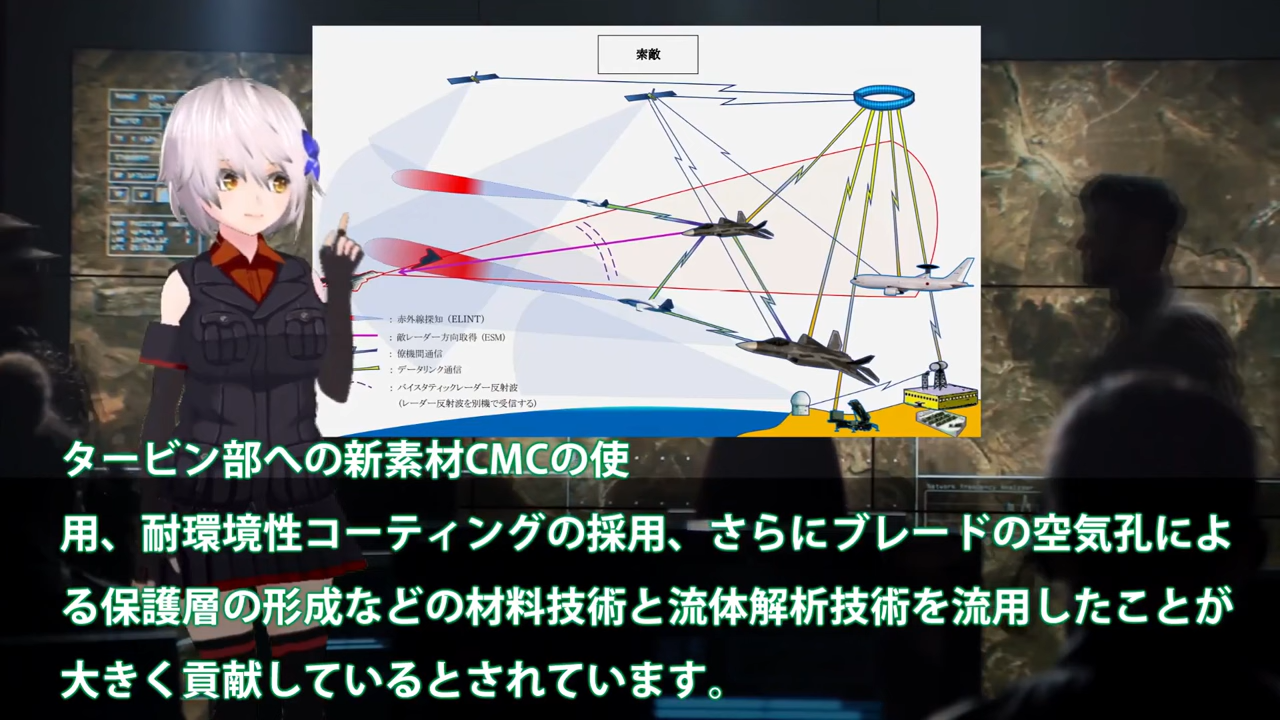 索敵
：赤外線探知（ELINT）
：敵レーダー方向取得（ESM）
：僚機間通信
：データリンク通信
：バイスタティックレーダー反射波
（レーダー反射波を別機で受信する）
タービン部への新素材CMCの使
用、耐環境性コーティングの採用、さらにブレードの空気孔によ
る保護層の形成などの材料技術と流体解析技術を流用したことが
大きく貢献しているとされています。